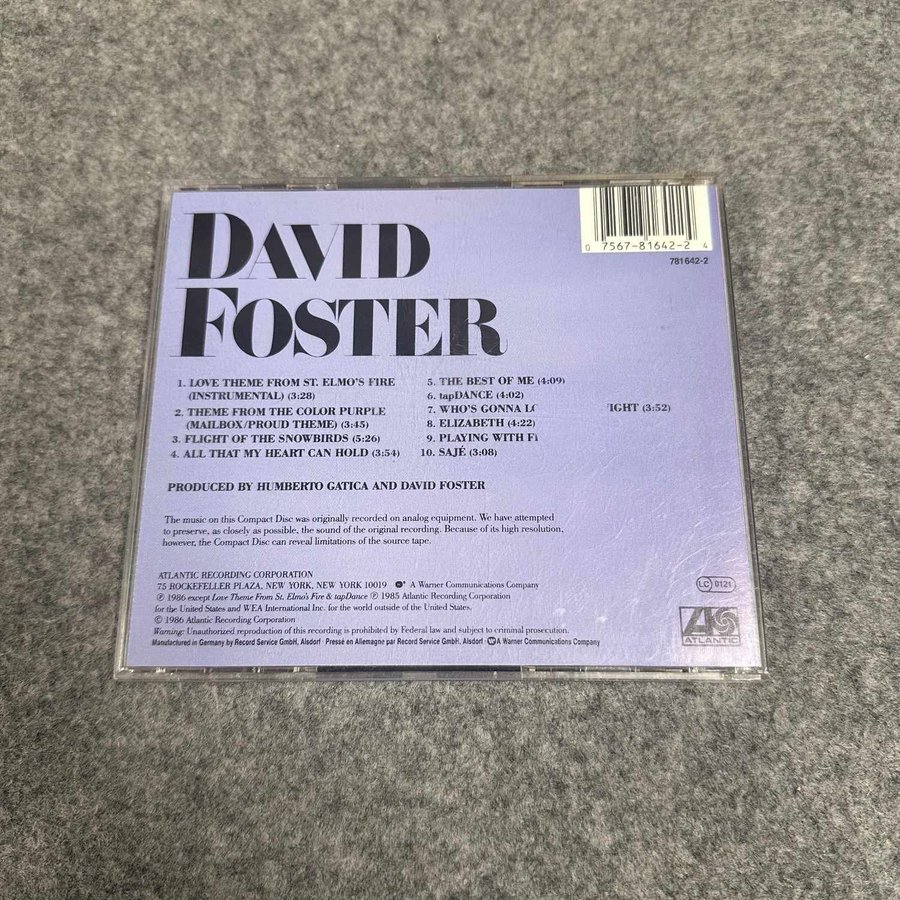 DAVID
FOSTER
0 7567-81642-2 4
781 642-2
1. LOVE THEME FROM ST. ELMO'S FIRE
(INSTRUMENTAL) (3:28)
2. THEME FROM THE COLOR PURPLE
(MAILBOX/PROUD THEME) (3:45)
3. FLIGHT OF THE SNOWBIRDS (5:26)
4. ALL THAT MY HEART CAN HOLD (3:54)
5. THE BEST OF ME (4:09)
6. tapDANCE (4:02)
7. WHO'S GONNA (3:52)
8. ELIZABETH (4:22)
9. PLAYING WITH
10. SAJÉ (3:08)
PRODUCED BY HUMBERTO GATICA AND DAVID FOSTER
The music on this Compact Disc was originally recorded on analog equipment. We have attempted
to preserve, as closely as possible, the sound of the original recording. Because of its high resolution,
however, the Compact Disc can reveal limitations of the source tape.
ATLANTIC RECORDING CORPORATION
75 ROCKEFELLER PLAZA, NEW YORK, NEW YORK 10019 A Warner Communications Company
℗ 1986 except Love Theme From St. Elmo's Fire & tapDance ℗ 1985 Atlantic Recording Corporation
for the United States and WEA International Inc. for the world outside of the United States.
© 1986 Atlantic Recording Corporation
Warning: Unauthorized reproduction of this recording is prohibited by Federal law and subject to criminal prosecution.
Manufactured in Germany by Record Service GmbH, Alsdorf · Pressé en Allemagne par Record Service GmbH, Alsdorf · A Warner Communications Company
LC 0121
ATLANTIC